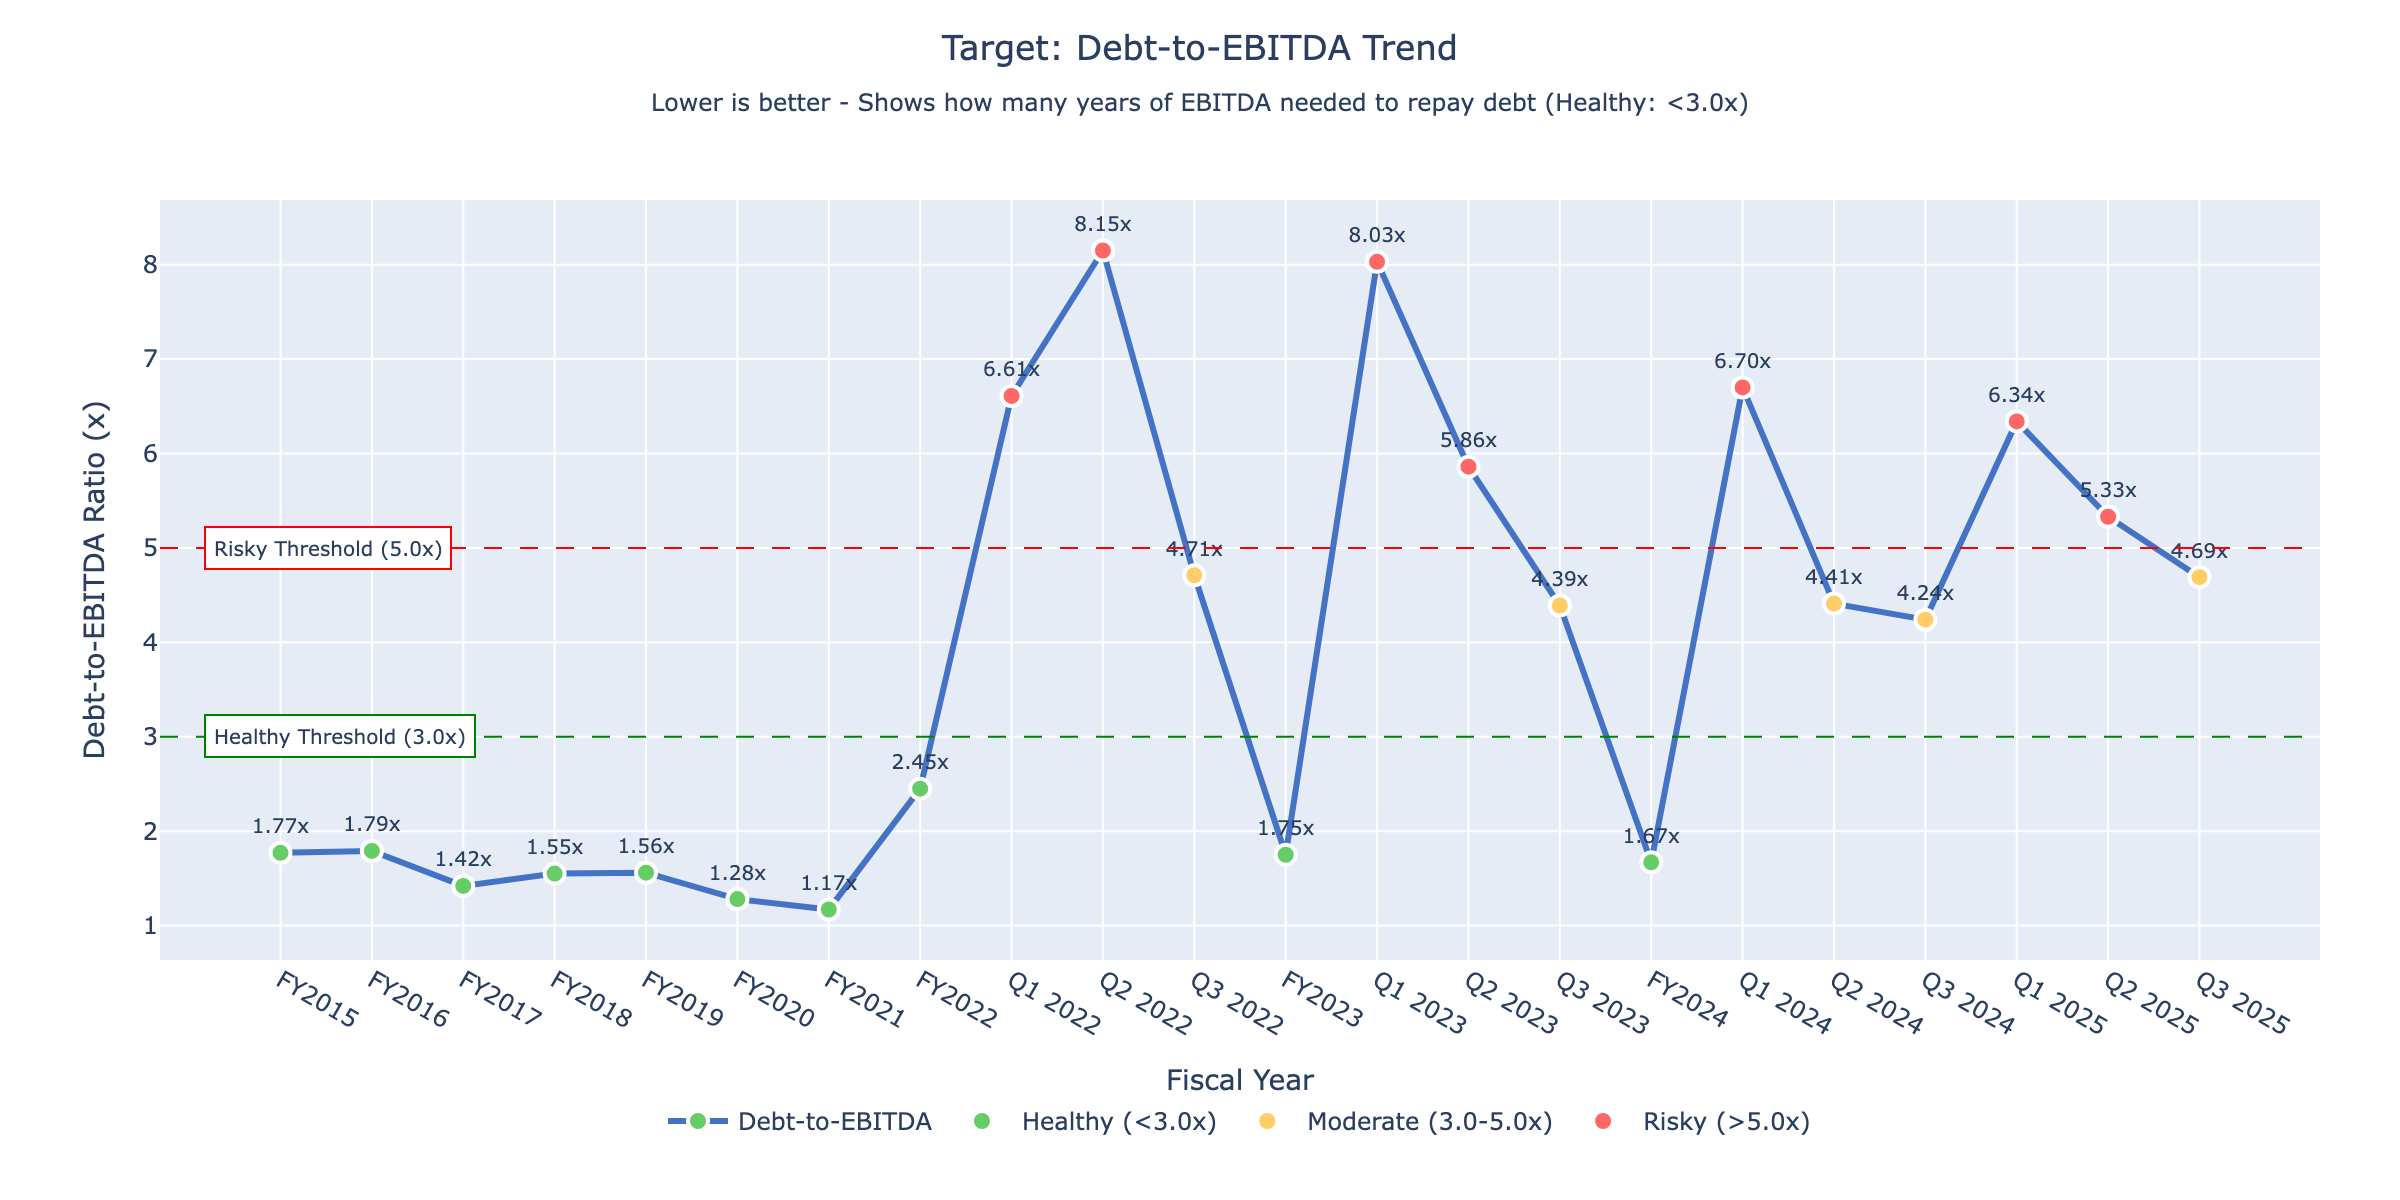 Target: Debt-to-EBITDA Trend
Lower is better - Shows how many years of EBITDA needed to repay debt (Healthy: <3.0x)
Debt-to-EBITDA Ratio (x)
8
7
6
5
4
3
2
1
Risky Threshold (5.0x)
Healthy Threshold (3.0x)
1.77x
1.79x
1.42x
1.55x
1.56x
1.28x
1.17x
2.45x
6.61x
8.15x
4.71x
1.75x
8.03x
5.86x
4.39x
1.67x
6.70x
4.41x
4.24x
6.34x
5.33x
4.69x
FY2015
FY2016
FY2017
FY2018
FY2019
FY2020
FY2021
FY2022
Q1 2022
Q2 2022
Q3 2022
FY2023
Q1 2023
Q2 2023
Q3 2023
FY2024
Q1 2024
Q2 2024
Q3 2024
Q1 2025
Q2 2025
Q3 2025
Fiscal Year
Debt-to-EBITDA
Healthy (<3.0x)
Moderate (3.0-5.0x)
Risky (>5.0x)